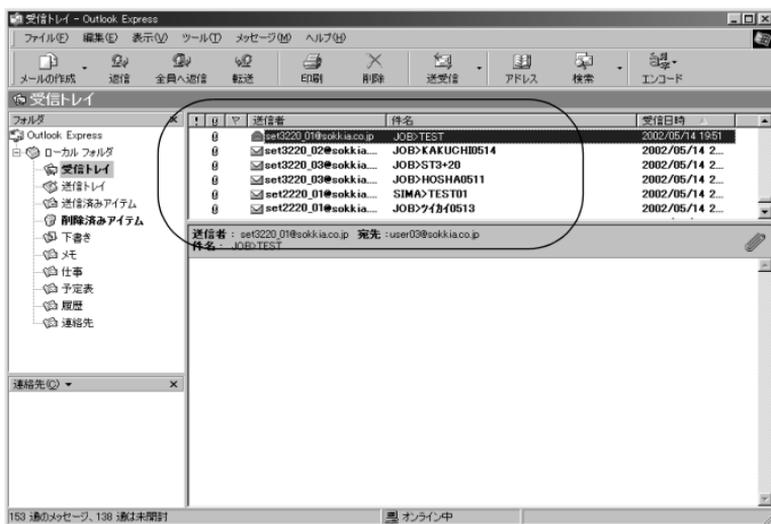 受信トレイ - Outlook Express
ファイル(F) 編集(E) 表示(V) ツール(T) メッセージ(M) ヘルプ(H)
メールの作成 返信 全員へ返信 転送 印刷 削除 送受信 アドレス 検索 エンコード
受信トレイ
フォルダ ×
! 送信者 件名 受信日時
Outlook Express
ローカル フォルダ
受信トレイ
送信トレイ
送信済みアイテム
削除済みアイテム
下書き
メモ
仕事
予定表
履歴
連絡先
set3220_01@sokkia.co.jp JOB>TEST 2002/05/14 19:51
set3220_02@sokkia.... JOB>KAKUCHI0514 2002/05/14 2...
set3220_03@sokkia.... JOB>ST3+20 2002/05/14 2...
set3220_03@sokkia.... JOB>HOSHA0511 2002/05/14 2...
set2220_01@sokkia.... SIMA>TEST01 2002/05/14 2...
set2220_01@sokkia.... JOB>ツイカイ0513 2002/05/14 2...
送信者: set3220_01@sokkia.co.jp 宛先:user03@sokkia.co.jp
件名: JOB>TEST
連絡先(C) ×
153 通のメッセージ、138 通は未開封 オンライン中